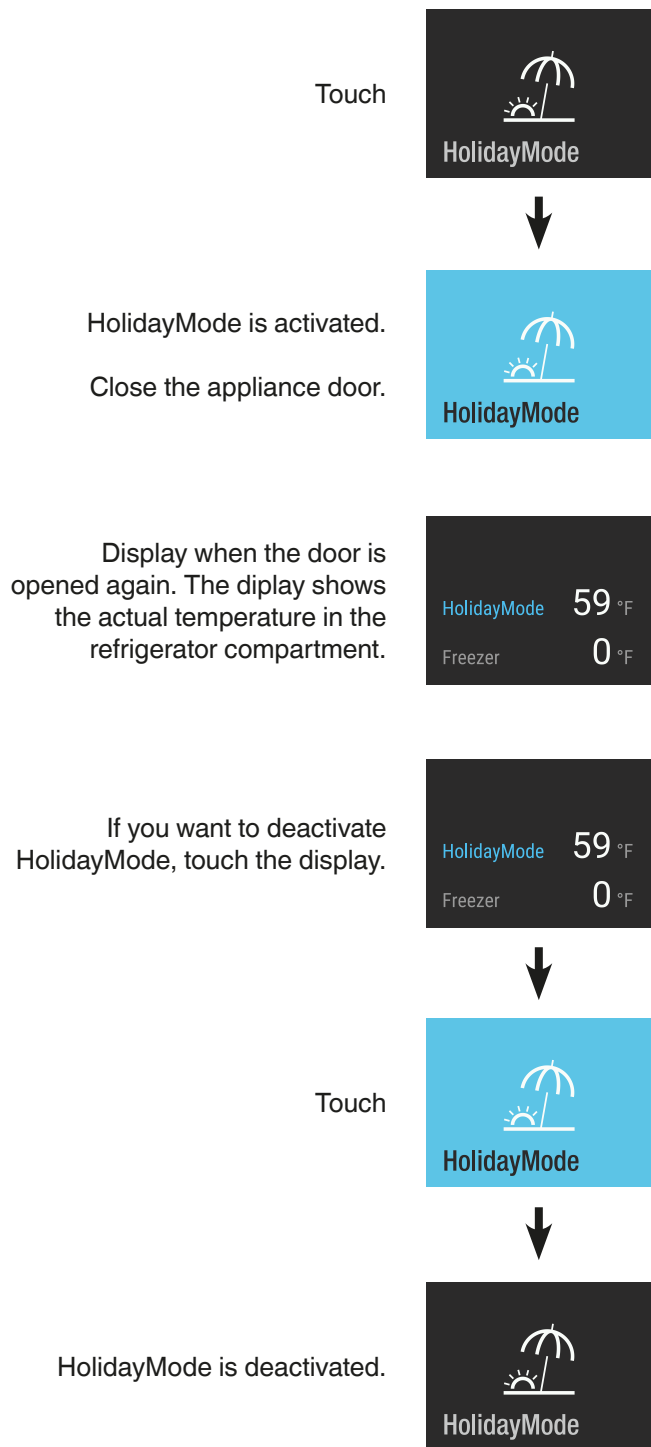 Touch
HolidayMode
HolidayMode is activated.
Close the appliance door.
HolidayMode
Display when the door is
opened again. The diplay shows
the actual temperature in the
refrigerator compartment.
HolidayMode 59 °F
Freezer 0 °F
If you want to deactivate
HolidayMode, touch the display.
HolidayMode 59 °F
Freezer 0 °F
Touch
HolidayMode
HolidayMode is deactivated.
HolidayMode